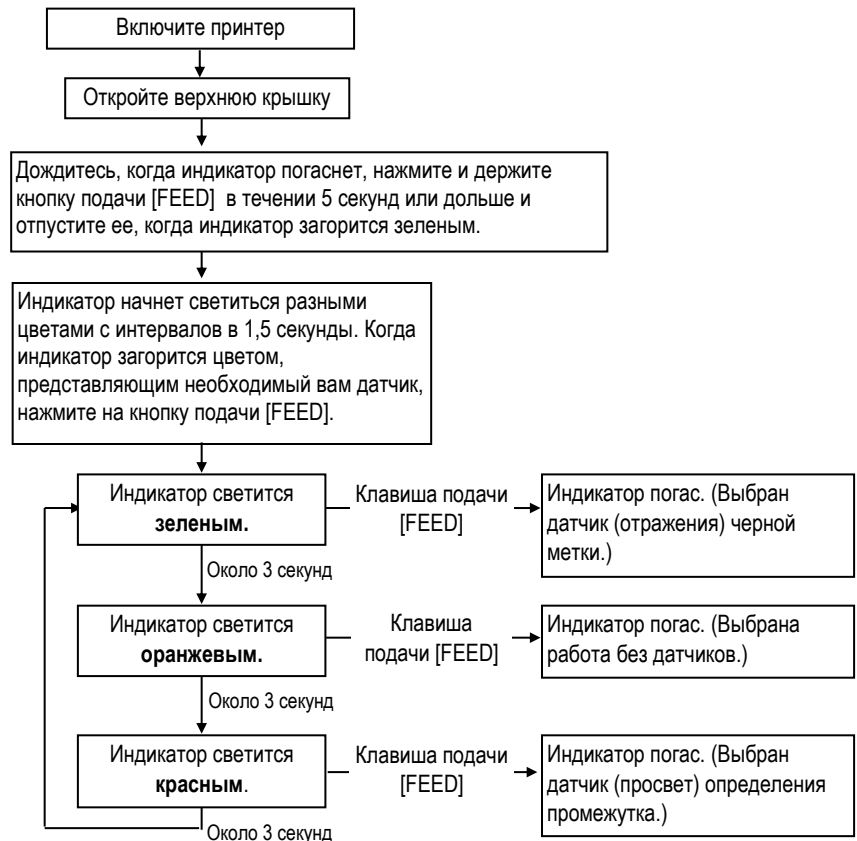 Включите принтер
Откройте верхнюю крышку
Дождитесь, когда индикатор погаснет, нажмите и держите
кнопку подачи [FEED] в течении 5 секунд или дольше и
отпустите ее, когда индикатор загорится зеленым.
Индикатор начнет светиться разными
цветами с интервалов в 1,5 секунды. Когда
индикатор загорится цветом,
представляющим необходимый вам датчик,
нажмите на кнопку подачи [FEED].
Индикатор светится
зеленым.
Клавиша подачи
[FEED]
Индикатор погас. (Выбран
датчик (отражения) черной
метки.)
Около 3 секунд
Индикатор светится
оранжевым.
Клавиша
подачи [FEED]
Индикатор погас. (Выбрана
работа без датчиков.)
Около 3 секунд
Индикатор светится
красным.
Клавиша подачи
[FEED]
Индикатор погас. (Выбран
датчик (просвет) определения
промежутка.)
Около 3 секунд